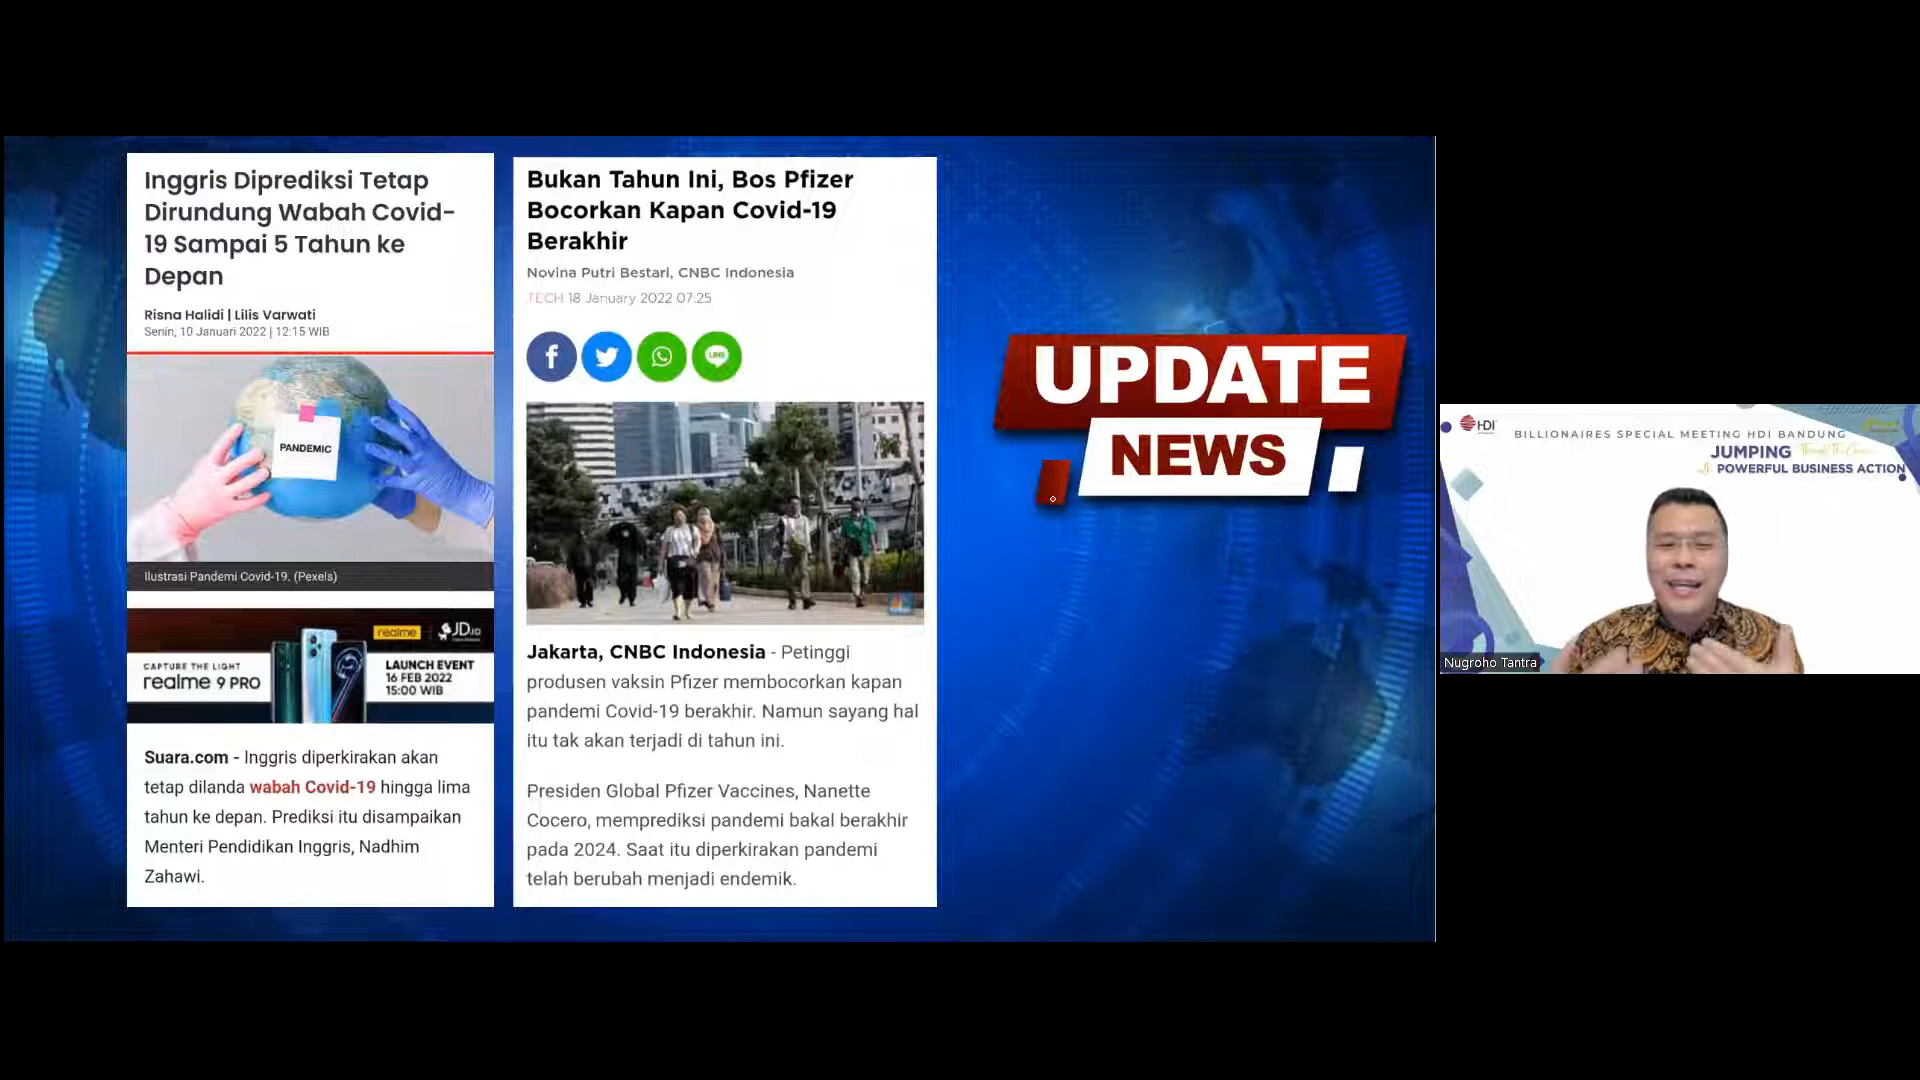 Inggris Diprediksi Tetap
Dirundung Wabah Covid-
19 Sampai 5 Tahun ke
Depan
Risna Halidi | Lilis Varwati
Senin, 10 Januari 2022 | 12:15 WIB
PANDEMIC
Ilustrasi Pandemi Covid-19. (Pexels)
realme
JD.ID
CAPTURE THE LIGHT
realme 9 PRO
LAUNCH EVENT
16 FEB 2022
15:00 WIB
Suara.com - Inggris diperkirakan akan
tetap dilanda wabah Covid-19 hingga lima
tahun ke depan. Prediksi itu disampaikan
Menteri Pendidikan Inggris, Nadhim
Zahawi.
Bukan Tahun Ini, Bos Pfizer
Bocorkan Kapan Covid-19
Berakhir
Novina Putri Bestari, CNBC Indonesia
TECH 18 January 2022 07:25
LINE
Jakarta, CNBC Indonesia - Petinggi
produsen vaksin Pfizer membocorkan kapan
pandemi Covid-19 berakhir. Namun sayang hal
itu tak akan terjadi di tahun ini.
Presiden Global Pfizer Vaccines, Nanette
Cocero, memprediksi pandemi bakal berakhir
pada 2024. Saat itu diperkirakan pandemi
telah berubah menjadi endemik.
UPDATE
NEWS
HDI
BILLIONAIRES SPECIAL MEETING HDI BANDUNG
JUMPING
POWERFUL BUSINESS ACTION
Nugroho Tantra